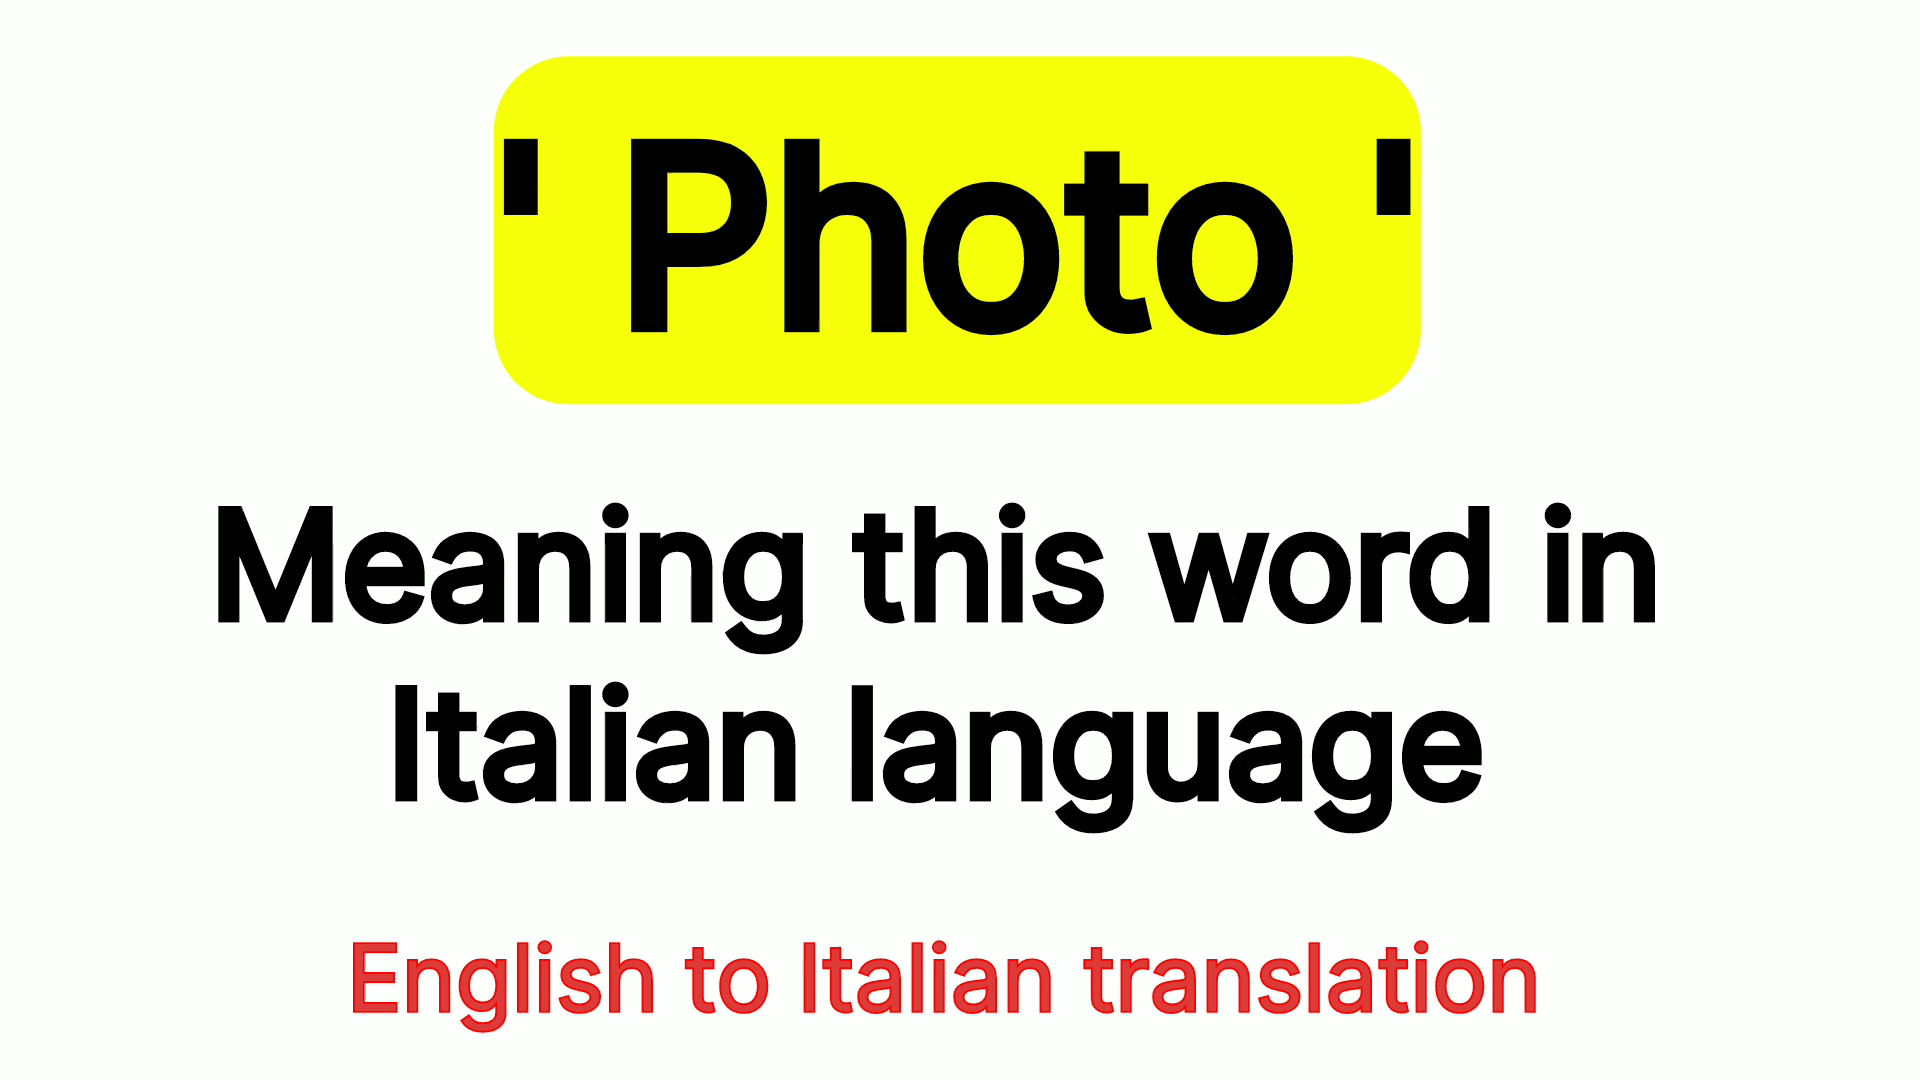 ' Photo '
Meaning this word in
Italian language
English to Italian translation